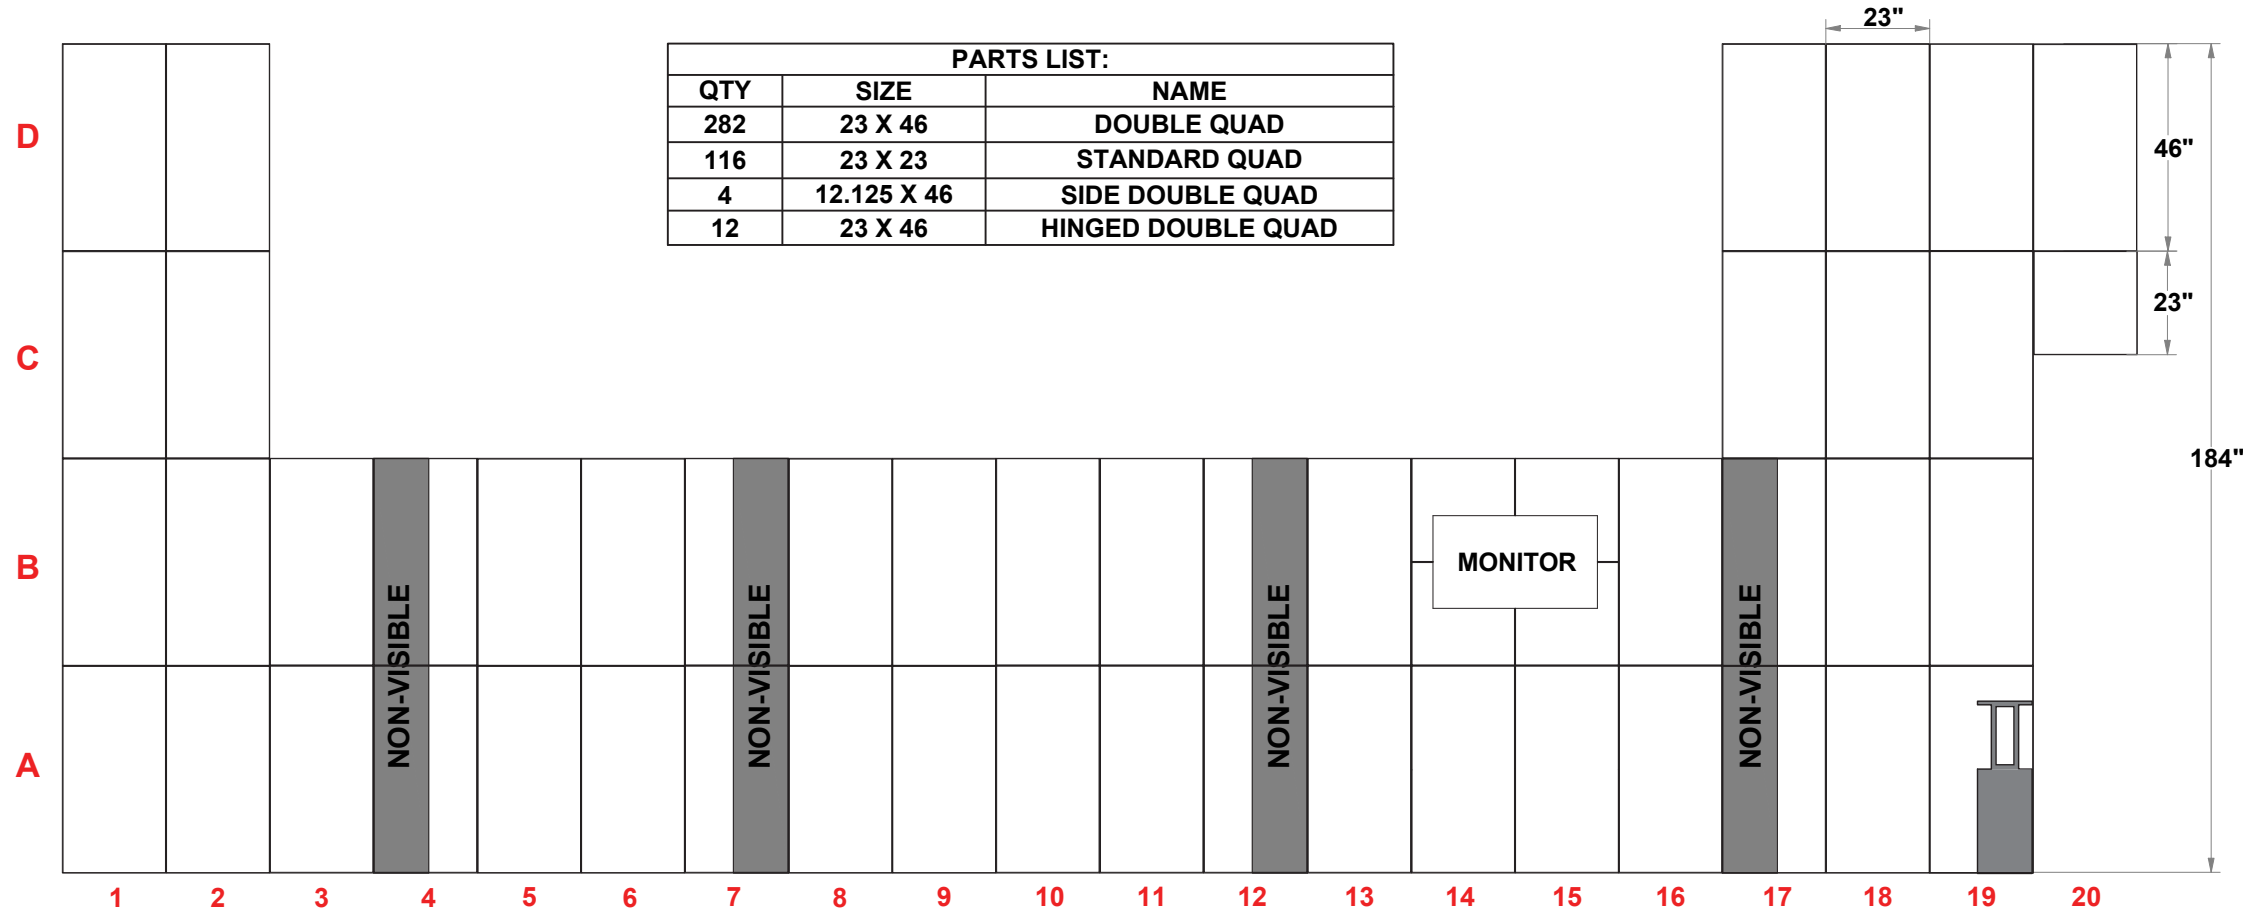 23"
PARTS LIST:
QTY SIZE NAME
282 23 X 46 DOUBLE QUAD
116 23 X 23 STANDARD QUAD
4 12.125 X 46 SIDE DOUBLE QUAD
12 23 X 46 HINGED DOUBLE QUAD
D
46"
23"
C
184"
B
MONITOR
NON-VISIBLE
NON-VISIBLE
NON-VISIBLE
NON-VISIBLE
A
1 2 3 4 5 6 7 8 9 10 11 12 13 14 15 16 17 18 19 20